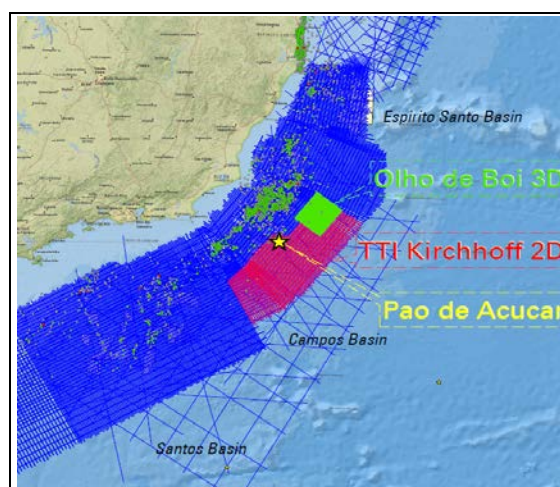 Espirito Santo Basin
Olho de Boi 3D
TTI Kirchhoff 2D
Pao de Acucar
Campos Basin
Santos Basin